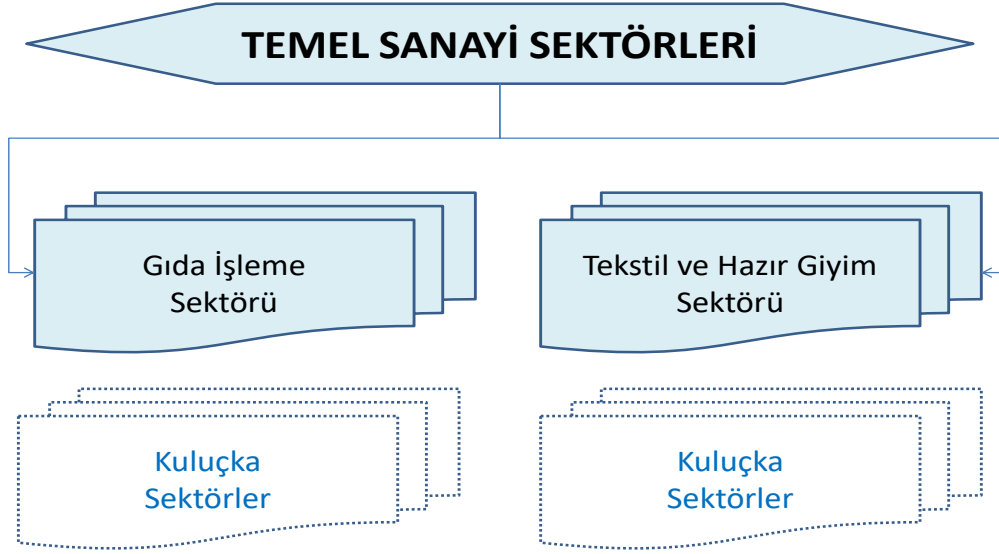 TEMEL SANAYİ SEKTÖRLERİ
Gıda İşleme
Sektörü
Tekstil ve Hazır Giyim
Sektörü
Kuluçka
Sektörler
Kuluçka
Sektörler